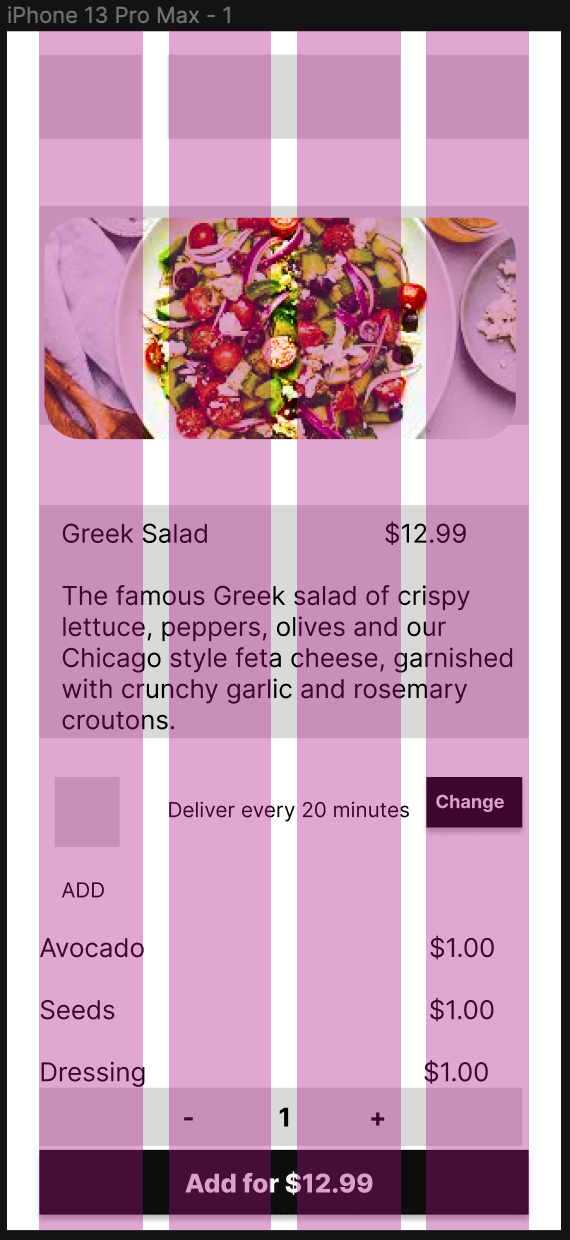 iPhone 13 Pro Max - 1
Greek Salad $12.99
The famous Greek salad of crispy
lettuce, peppers, olives and our
Chicago style feta cheese, garnished
with crunchy garlic and rosemary
croutons.
Deliver every 20 minutes Change
ADD
Avocado $1.00
Seeds $1.00
Dressing $1.00
- 1 +
Add for $12.99